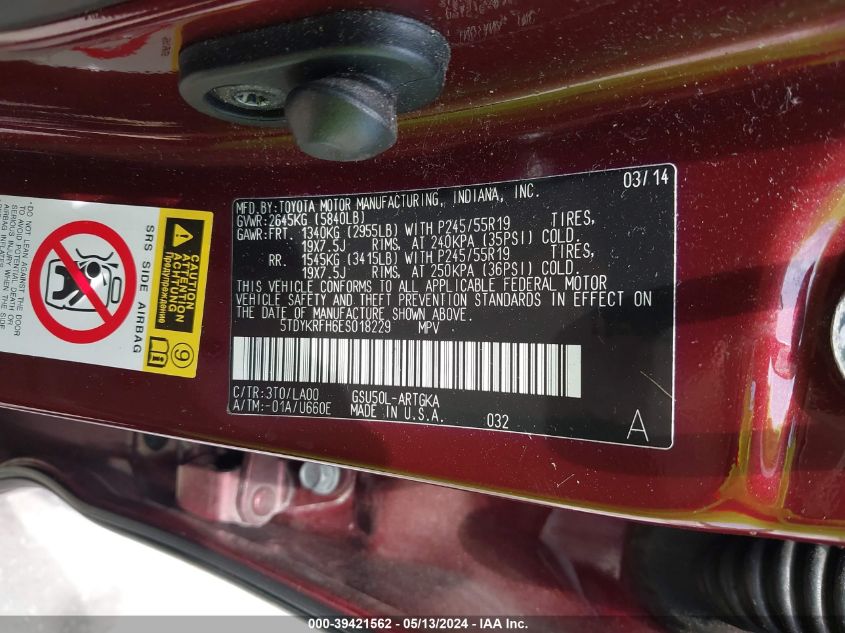 MFD.BY:TOYOTA MOTOR MANUFACTURING, INDIANA, INC. 03/14
GVWR:2645KG (5840LB)
GAWR:FRT. 1340KG (2955LB) WITH P245/55R19 TIRES,
19X7.5J RIMS, AT 240KPA (35PSI) COLD.
RR. 1545KG (3415LB) WITH P245/55R19 TIRES,
19X7.5J RIMS, AT 250KPA (36PSI) COLD.
THIS VEHICLE CONFORMS TO ALL APPLICABLE FEDERAL MOTOR
VEHICLE SAFETY AND THEFT PREVENTION STANDARDS IN EFFECT ON
THE DATE OF MANUFACTURE SHOWN ABOVE.
5TDYKRFH6ES018229 MPV
C/TR:3T0/LA00 GSU50L-ARTGKA
A/TM:-01A/U660E MADE IN U.S.A. 032 A
SRS SIDE AIRBAG
CAUTION
ATTENTION
ACHTUNG
Предупреждение
9
000-39421562 - 05/13/2024 - IAA Inc.